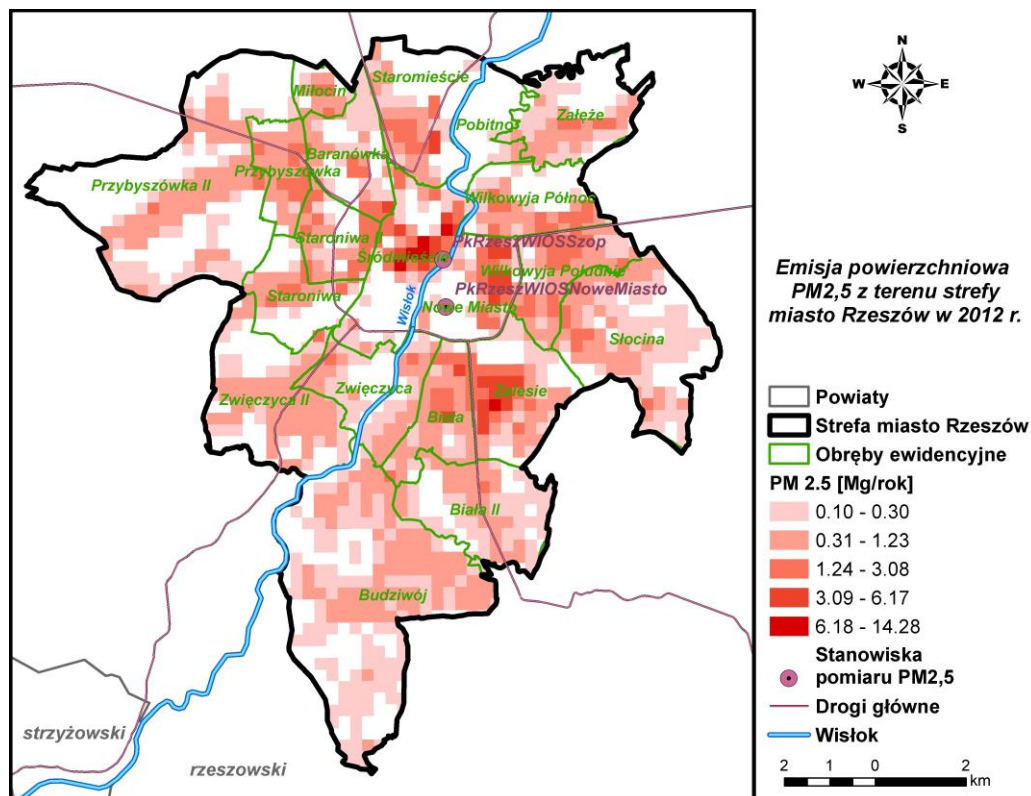 Staromieście
Miłocin
Załęże
Pobitno
Baranówka
Przybyszówka
Przybyszówka II
Wilkowyja Północ
Staroniwa II
PkRzeszWIOSSzop
Śródmieście
Wilkowyja Południe
PkRzeszWIOSNoweMiasto
Staroniwa
Nowe Miasto
Wisłok
Słocina
Zwięczyca
Zalesie
Zwięczyca II
Biała
Biała II
Budziwój
strzyżowski
rzeszowski
N
W E
S
Emisja powierzchniowa
PM2,5 z terenu strefy
miasto Rzeszów w 2012 r.
Powiaty
Strefa miasto Rzeszów
Obręby ewidencyjne
PM 2.5 [Mg/rok]
0.10 - 0.30
0.31 - 1.23
1.24 - 3.08
3.09 - 6.17
6.18 - 14.28
Stanowiska
pomiaru PM2,5
Drogi główne
Wisłok
2 1 0 2
km